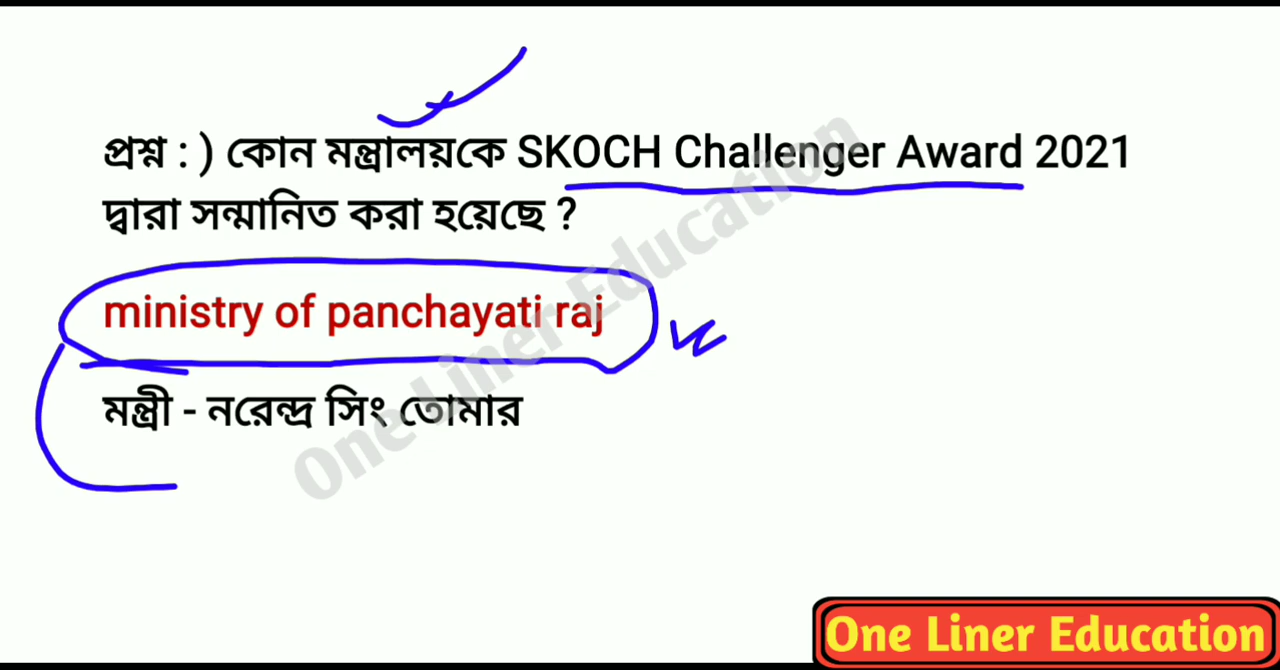 প্রশ্ন : ) কোন মন্ত্রালয়কে SKOCH Challenger Award 2021
দ্বারা সন্মানিত করা হয়েছে ?
ministry of panchayati raj
মন্ত্রী - নরেন্দ্র সিং তোমার
One Liner Education
One Liner Education